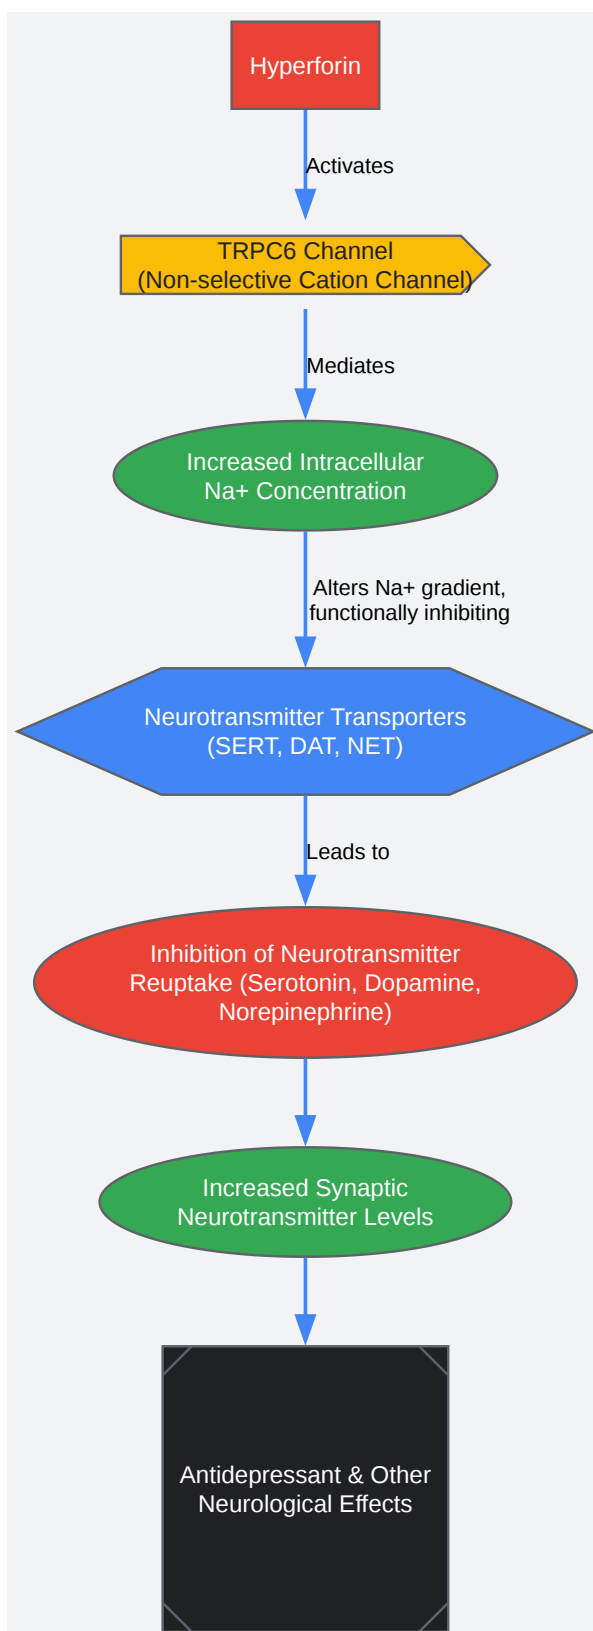 Hyperforin
Activates
TRPC6 Channel
(Non-selective Cation Channel)
Mediates
Increased Intracellular
Na+ Concentration
Alters Na+ gradient,
functionally inhibiting
Neurotransmitter Transporters
(SERT, DAT, NET)
Leads to
Inhibition of Neurotransmitter
Reuptake (Serotonin, Dopamine,
Norepinephrine)
Increased Synaptic
Neurotransmitter Levels
Antidepressant & Other
Neurological Effects